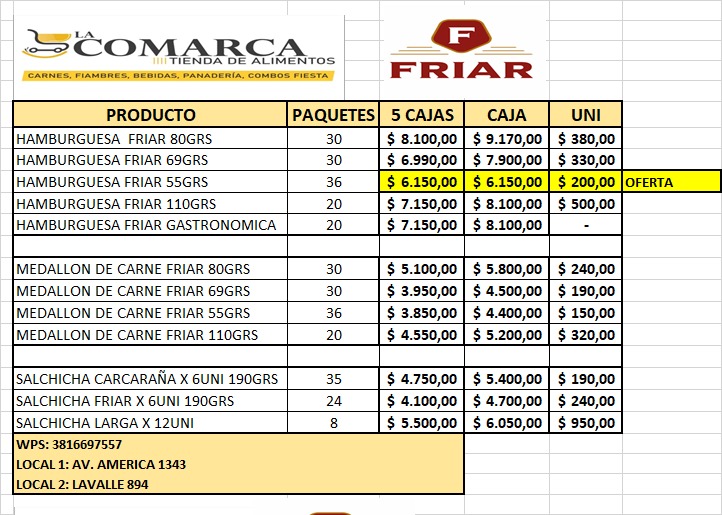 LA
COMARCA
TIENDA DE ALIMENTOS
CARNES, FIAMBRES, BEBIDAS, PANADERÍA, COMBOS FIESTA
F
FRIAR
PRODUCTO PAQUETES 5 CAJAS CAJA UNI
HAMBURGUESA FRIAR 80GRS 30 $ 8.100,00 $ 9.170,00 $ 380,00
HAMBURGUESA FRIAR 69GRS 30 $ 6.990,00 $ 7.900,00 $ 330,00
HAMBURGUESA FRIAR 55GRS 36 $ 6.150,00 $ 6.150,00 $ 200,00 OFERTA
HAMBURGUESA FRIAR 110GRS 20 $ 7.150,00 $ 8.100,00 $ 500,00
HAMBURGUESA FRIAR GASTRONOMICA 20 $ 7.150,00 $ 8.100,00 -
MEDALLON DE CARNE FRIAR 80GRS 30 $ 5.100,00 $ 5.800,00 $ 240,00
MEDALLON DE CARNE FRIAR 69GRS 30 $ 3.950,00 $ 4.500,00 $ 190,00
MEDALLON DE CARNE FRIAR 55GRS 36 $ 3.850,00 $ 4.400,00 $ 150,00
MEDALLON DE CARNE FRIAR 110GRS 20 $ 4.550,00 $ 5.200,00 $ 320,00
SALCHICHA CARCARAÑA X 6UNI 190GRS 35 $ 4.750,00 $ 5.400,00 $ 190,00
SALCHICHA FRIAR X 6UNI 190GRS 24 $ 4.100,00 $ 4.700,00 $ 240,00
SALCHICHA LARGA X 12UNI 8 $ 5.500,00 $ 6.050,00 $ 950,00
WPS: 3816697557
LOCAL 1: AV. AMERICA 1343
LOCAL 2: LAVALLE 894